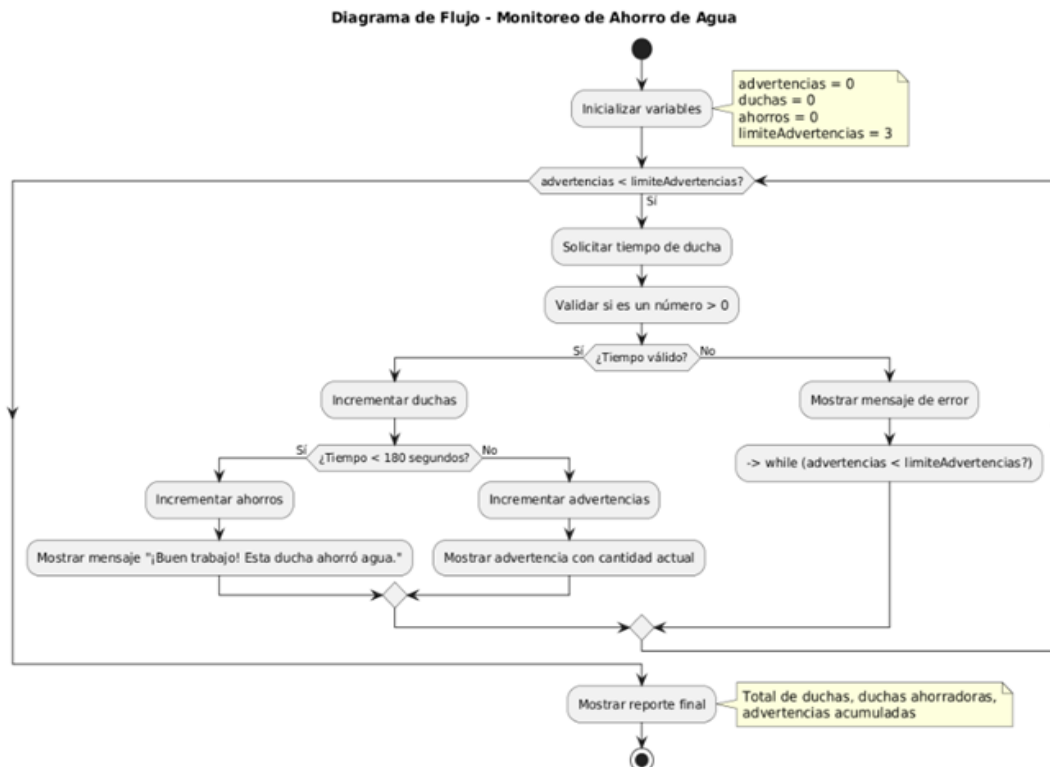 Diagrama de Flujo - Monitoreo de Ahorro de Agua
Inicializar variables
advertencias = 0
duchas = 0
ahorros = 0
limiteAdvertencias = 3
advertencias < limiteAdvertencias?
Sí
Solicitar tiempo de ducha
Validar si es un número > 0
Sí
¿Tiempo válido?
No
Incrementar duchas
Mostrar mensaje de error
Sí
¿Tiempo < 180 segundos?
No
-> while (advertencias < limiteAdvertencias?)
Incrementar ahorros
Incrementar advertencias
Mostrar mensaje "¡Buen trabajo! Esta ducha ahorró agua."
Mostrar advertencia con cantidad actual
Mostrar reporte final
Total de duchas, duchas ahorradoras,
advertencias acumuladas